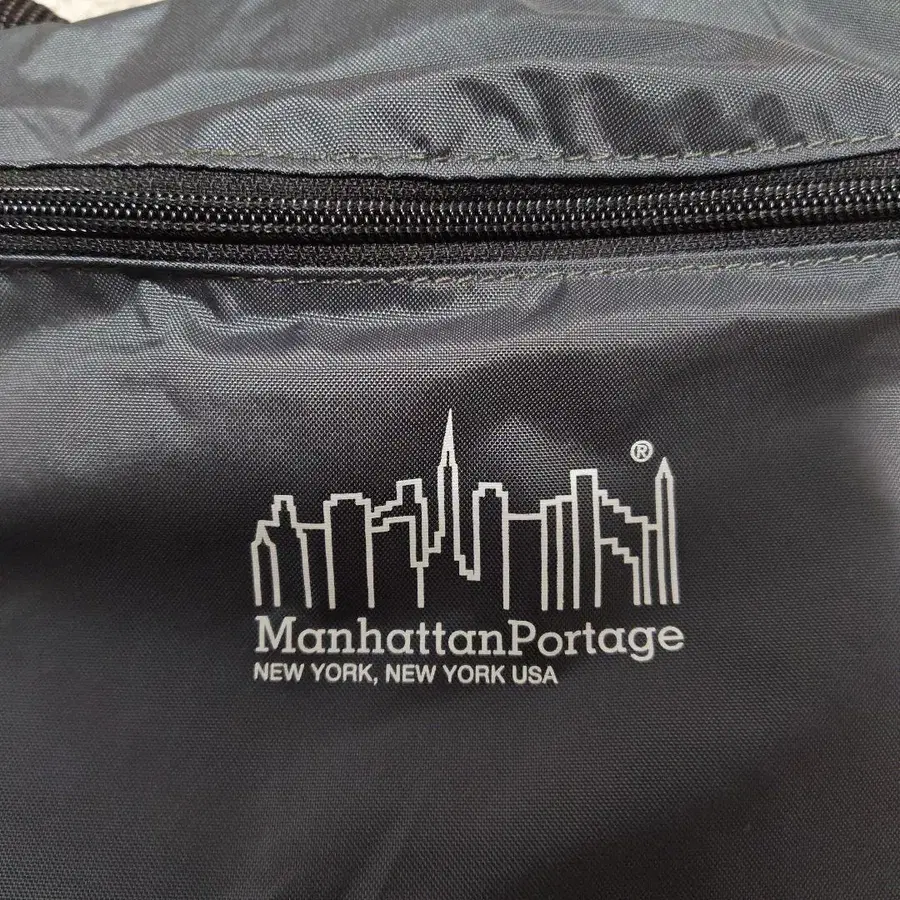 ®
ManhattanPortage
NEW YORK, NEW YORK USA